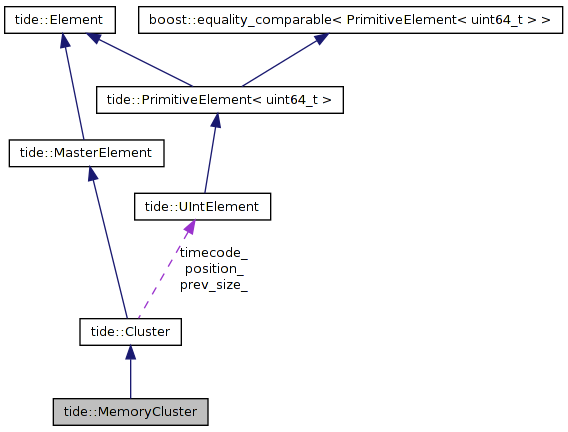 tide::Element
boost::equality_comparable< PrimitiveElement< uint64_t > >
tide::PrimitiveElement< uint64_t >
tide::MasterElement
tide::UIntElement
timecode_
position_
prev_size_
tide::Cluster
tide::MemoryCluster